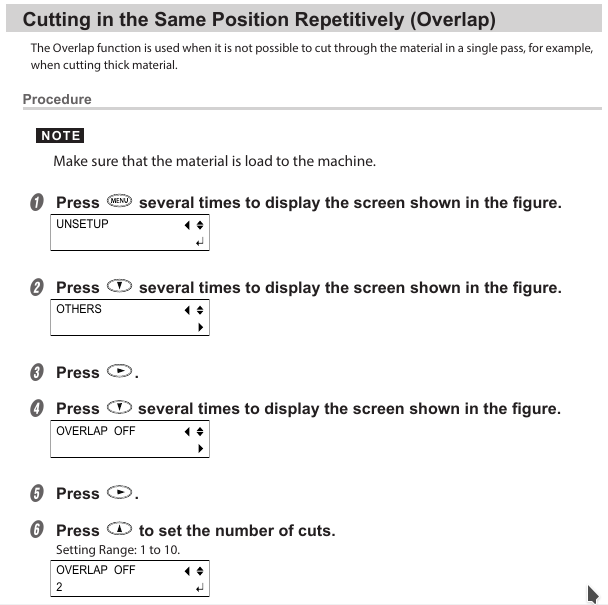 Cutting in the Same Position Repetitively (Overlap)
The Overlap function is used when it is not possible to cut through the material in a single pass, for example,
when cutting thick material.
Procedure
NOTE
Make sure that the material is load to the machine.
1 Press MENU several times to display the screen shown in the figure.
UNSETUP
2 Press several times to display the screen shown in the figure.
OTHERS
3 Press .
4 Press several times to display the screen shown in the figure.
OVERLAP OFF
5 Press .
6 Press to set the number of cuts.
Setting Range: 1 to 10.
OVERLAP OFF
2